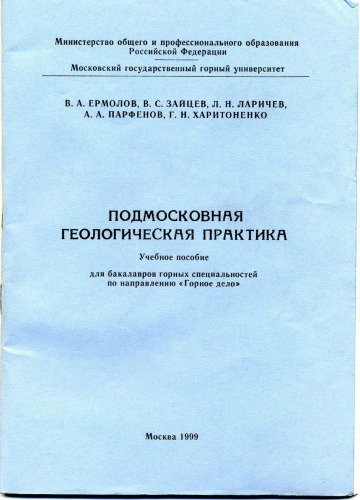 Министерство общего и профессионального образования
Российской Федерации
Московский государственный горный университет
В. А. ЕРМОЛОВ, В. С. ЗАЙЦЕВ, Л. Н. ЛАРИЧЕВ,
А. А. ПАРФЕНОВ, Г. Н. ХАРИТОНЕНКО
ПОДМОСКОВНАЯ
ГЕОЛОГИЧЕСКАЯ ПРАКТИКА
Учебное пособие
для бакалавров горных специальностей
по направлению «Горное дело»
Москва 1999